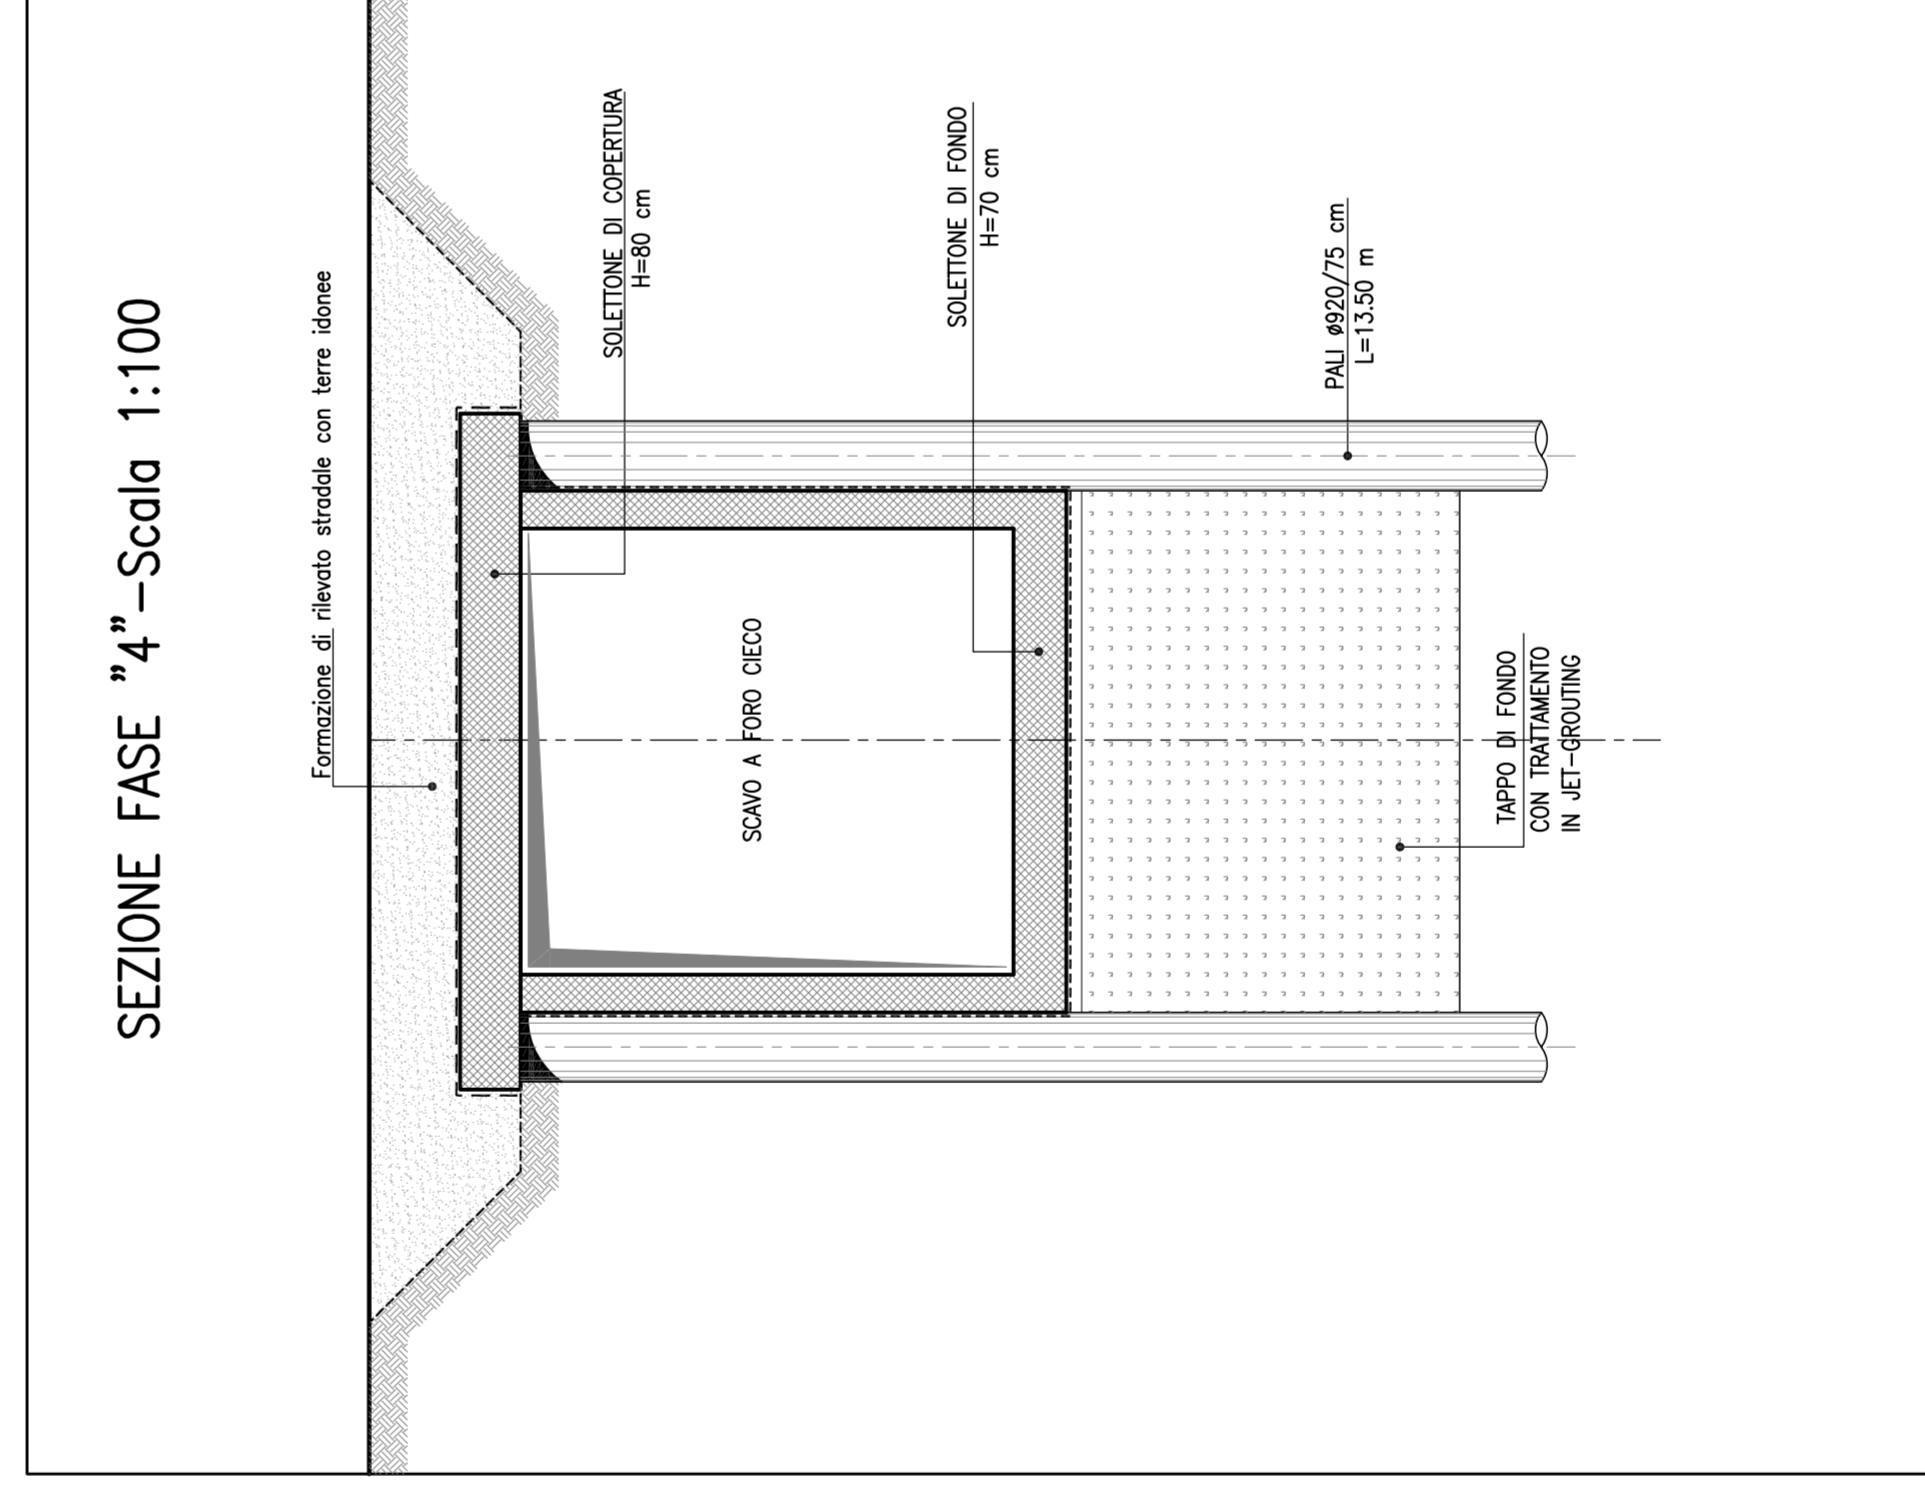 SEZIONE FASE "4"-Scala 1:100
Formazione di rilevato stradale con terre idonee
SOLETTONE DI COPERTURA
H=80 cm
SOLETTONE DI FONDO
H=70 cm
PALI ø920/75 cm
L=13.50 m
SCAVO A FORO CIECO
TAPPO DI FONDO
CON TRATTAMENTO
IN JET-GROUTING